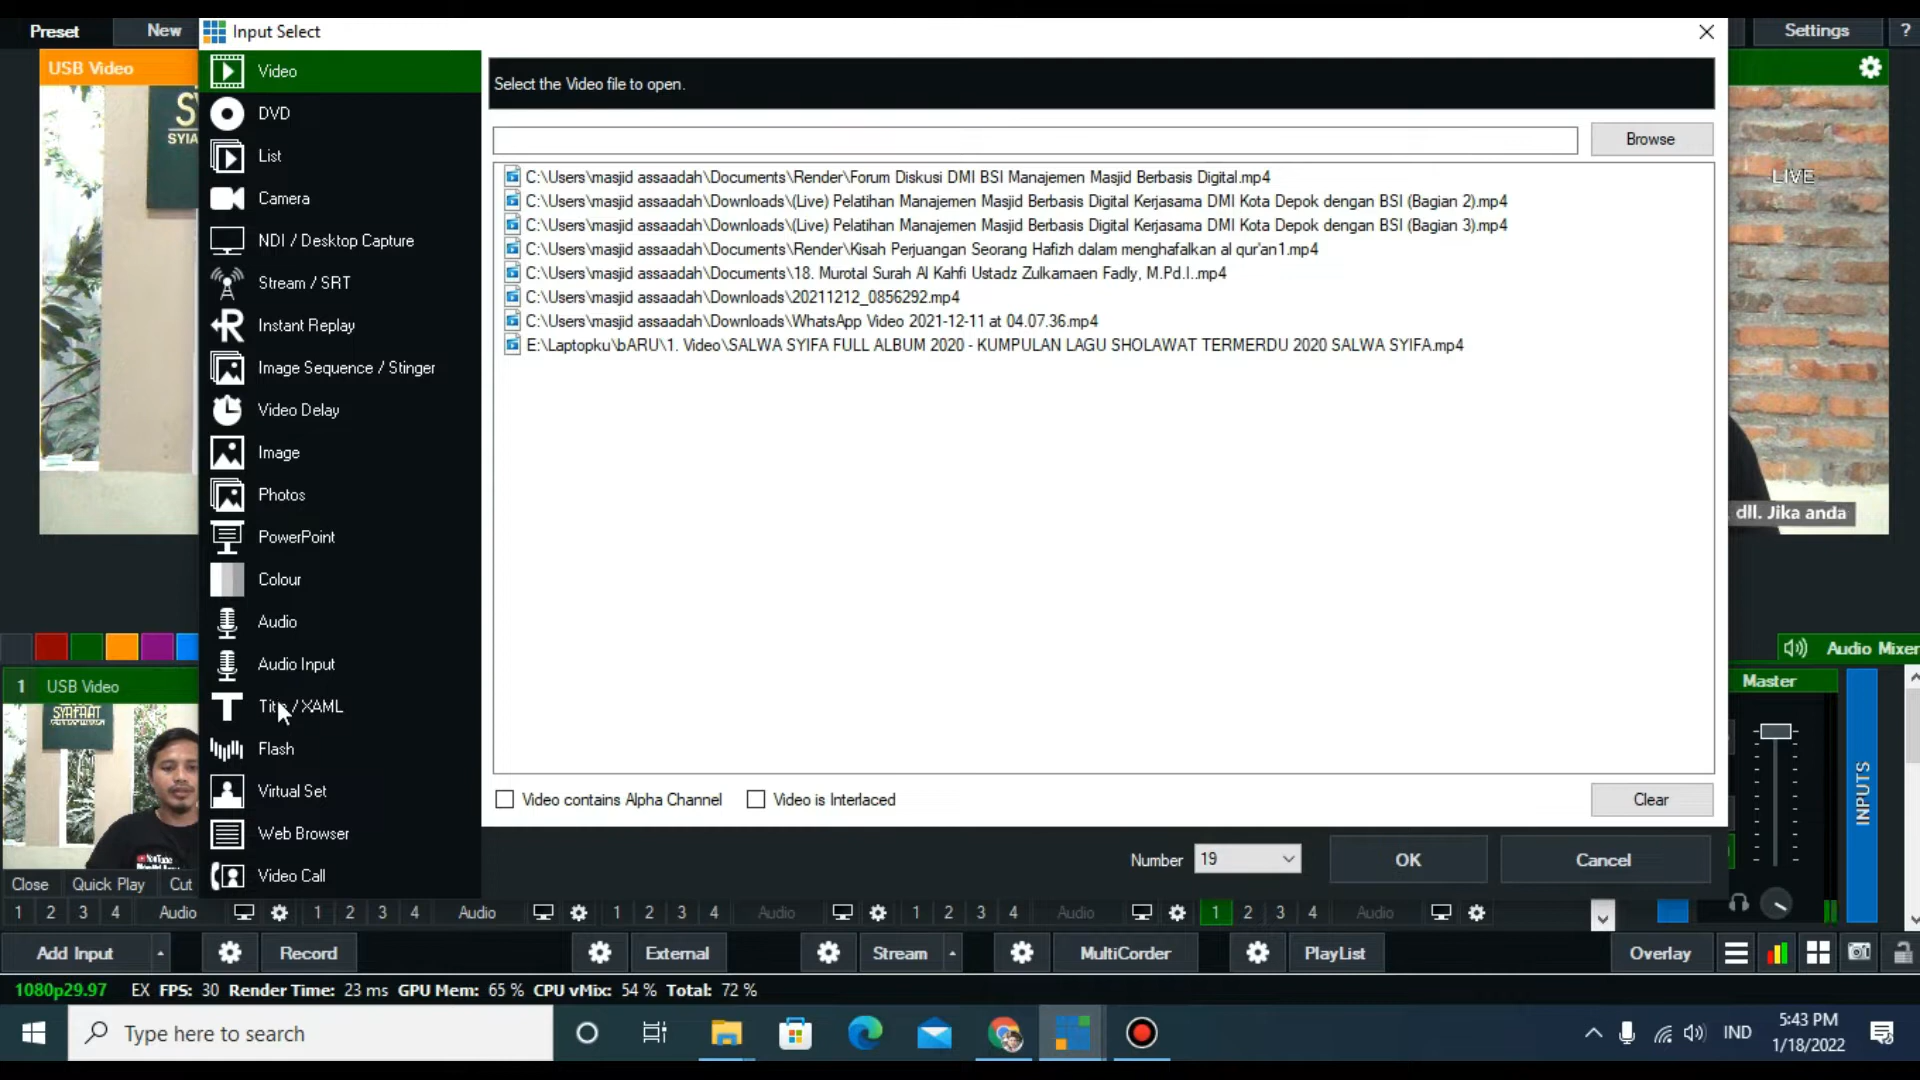 Preset
New
Input Select
Settings
?
USB Video
Video
DVD
List
Camera
NDI / Desktop Capture
Stream / SRT
Instant Replay
Image Sequence / Stinger
Video Delay
Image
Photos
PowerPoint
Colour
Audio
Audio Input
Title / XAML
Flash
Virtual Set
Web Browser
Video Call
Select the Video file to open.
Browse
C:\Users\masjid assaadah\Documents\Render\Forum Diskusi DMI BSI Manajemen Masjid Berbasis Digital.mp4
C:\Users\masjid assaadah\Downloads\(Live) Pelatihan Manajemen Masjid Berbasis Digital Kerjasama DMI Kota Depok dengan BSI (Bagian 2).mp4
C:\Users\masjid assaadah\Downloads\(Live) Pelatihan Manajemen Masjid Berbasis Digital Kerjasama DMI Kota Depok dengan BSI (Bagian 3).mp4
C:\Users\masjid assaadah\Documents\Render\Kisah Perjuangan Seorang Hafizh dalam menghafalkan al qur'an1.mp4
C:\Users\masjid assaadah\Documents\18. Murotal Surah Al Kahfi Ustadz Zulkarnaen Fadly, M.Pd.I..mp4
C:\Users\masjid assaadah\Downloads\20211212_0856292.mp4
C:\Users\masjid assaadah\Downloads\WhatsApp Video 2021-12-11 at 04.07.36.mp4
E:\Laptopku\bARU\1. Video\SALWA SYIFA FULL ALBUM 2020 - KUMPULAN LAGU SHOLAWAT TERMERDU 2020 SALWA SYIFA.mp4
Video contains Alpha Channel
Video is Interlaced
Clear
Number 19
OK
Cancel
LIVE
dll. Jika anda
Audio Mixer
Master
INPUTS
1 USB Video
SYAFAAT
Close Quick Play Cut
1 2 3 4 Audio 1 2 3 4 Audio 1 2 3 4 Audio 1 2 3 4 Audio 1 2 3 4 Audio
Add Input Record External Stream MultiCorder PlayList Overlay
1080p29.97 EX FPS: 30 Render Time: 23 ms GPU Mem: 65 % CPU vMix: 54 % Total: 72 %
Type here to search
IND
5:43 PM
1/18/2022